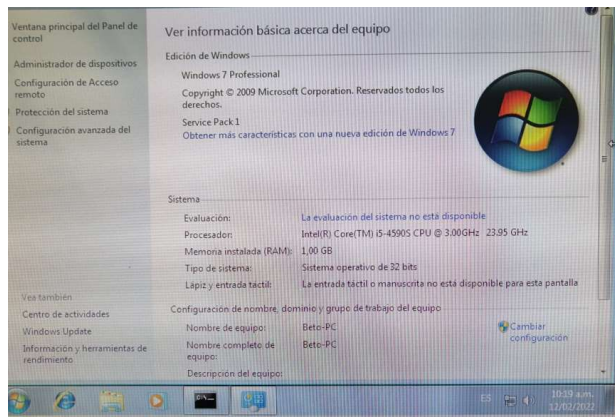 Ventana principal del Panel de
control
Administrador de dispositivos
Configuración de Acceso
remoto
Protección del sistema
Configuración avanzada del
sistema
Vea también
Centro de actividades
Windows Update
Información y herramientas de
rendimiento
Ver información básica acerca del equipo
Edición de Windows
Windows 7 Professional
Copyright © 2009 Microsoft Corporation. Reservados todos los
derechos.
Service Pack 1
Obtener más características con una nueva edición de Windows 7
Sistema
Evaluación: La evaluación del sistema no está disponible
Procesador: Intel(R) Core(TM) i5-4590S CPU @ 3.00GHz 23.95 GHz
Memoria instalada (RAM): 1,00 GB
Tipo de sistema: Sistema operativo de 32 bits
Lápiz y entrada táctil: La entrada táctil o manuscrita no está disponible para esta pantalla
Configuración de nombre, dominio y grupo de trabajo del equipo
Nombre de equipo: Beto-PC
Cambiar
configuración
Nombre completo de
equipo: Beto-PC
Descripción del equipo:
ES
10:19 a.m.
12/02/2022